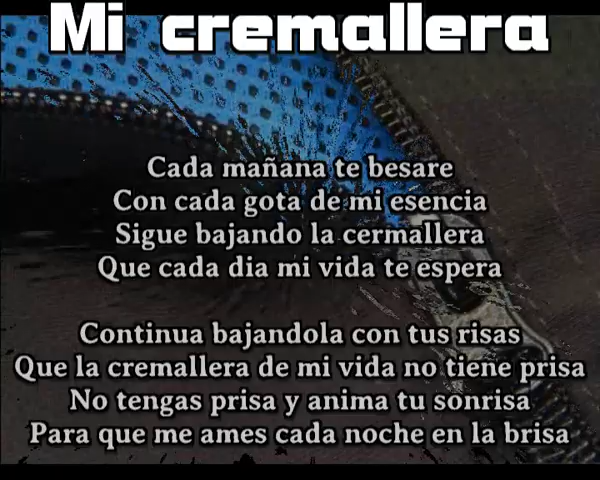 Mi cremallera
Cada mañana te besare
Con cada gota de mi esencia
Sigue bajando la cermallera
Que cada dia mi vida te espera
Continua bajandola con tus risas
Que la cremallera de mi vida no tiene prisa
No tengas prisa y anima tu sonrisa
Para que me ames cada noche en la brisa